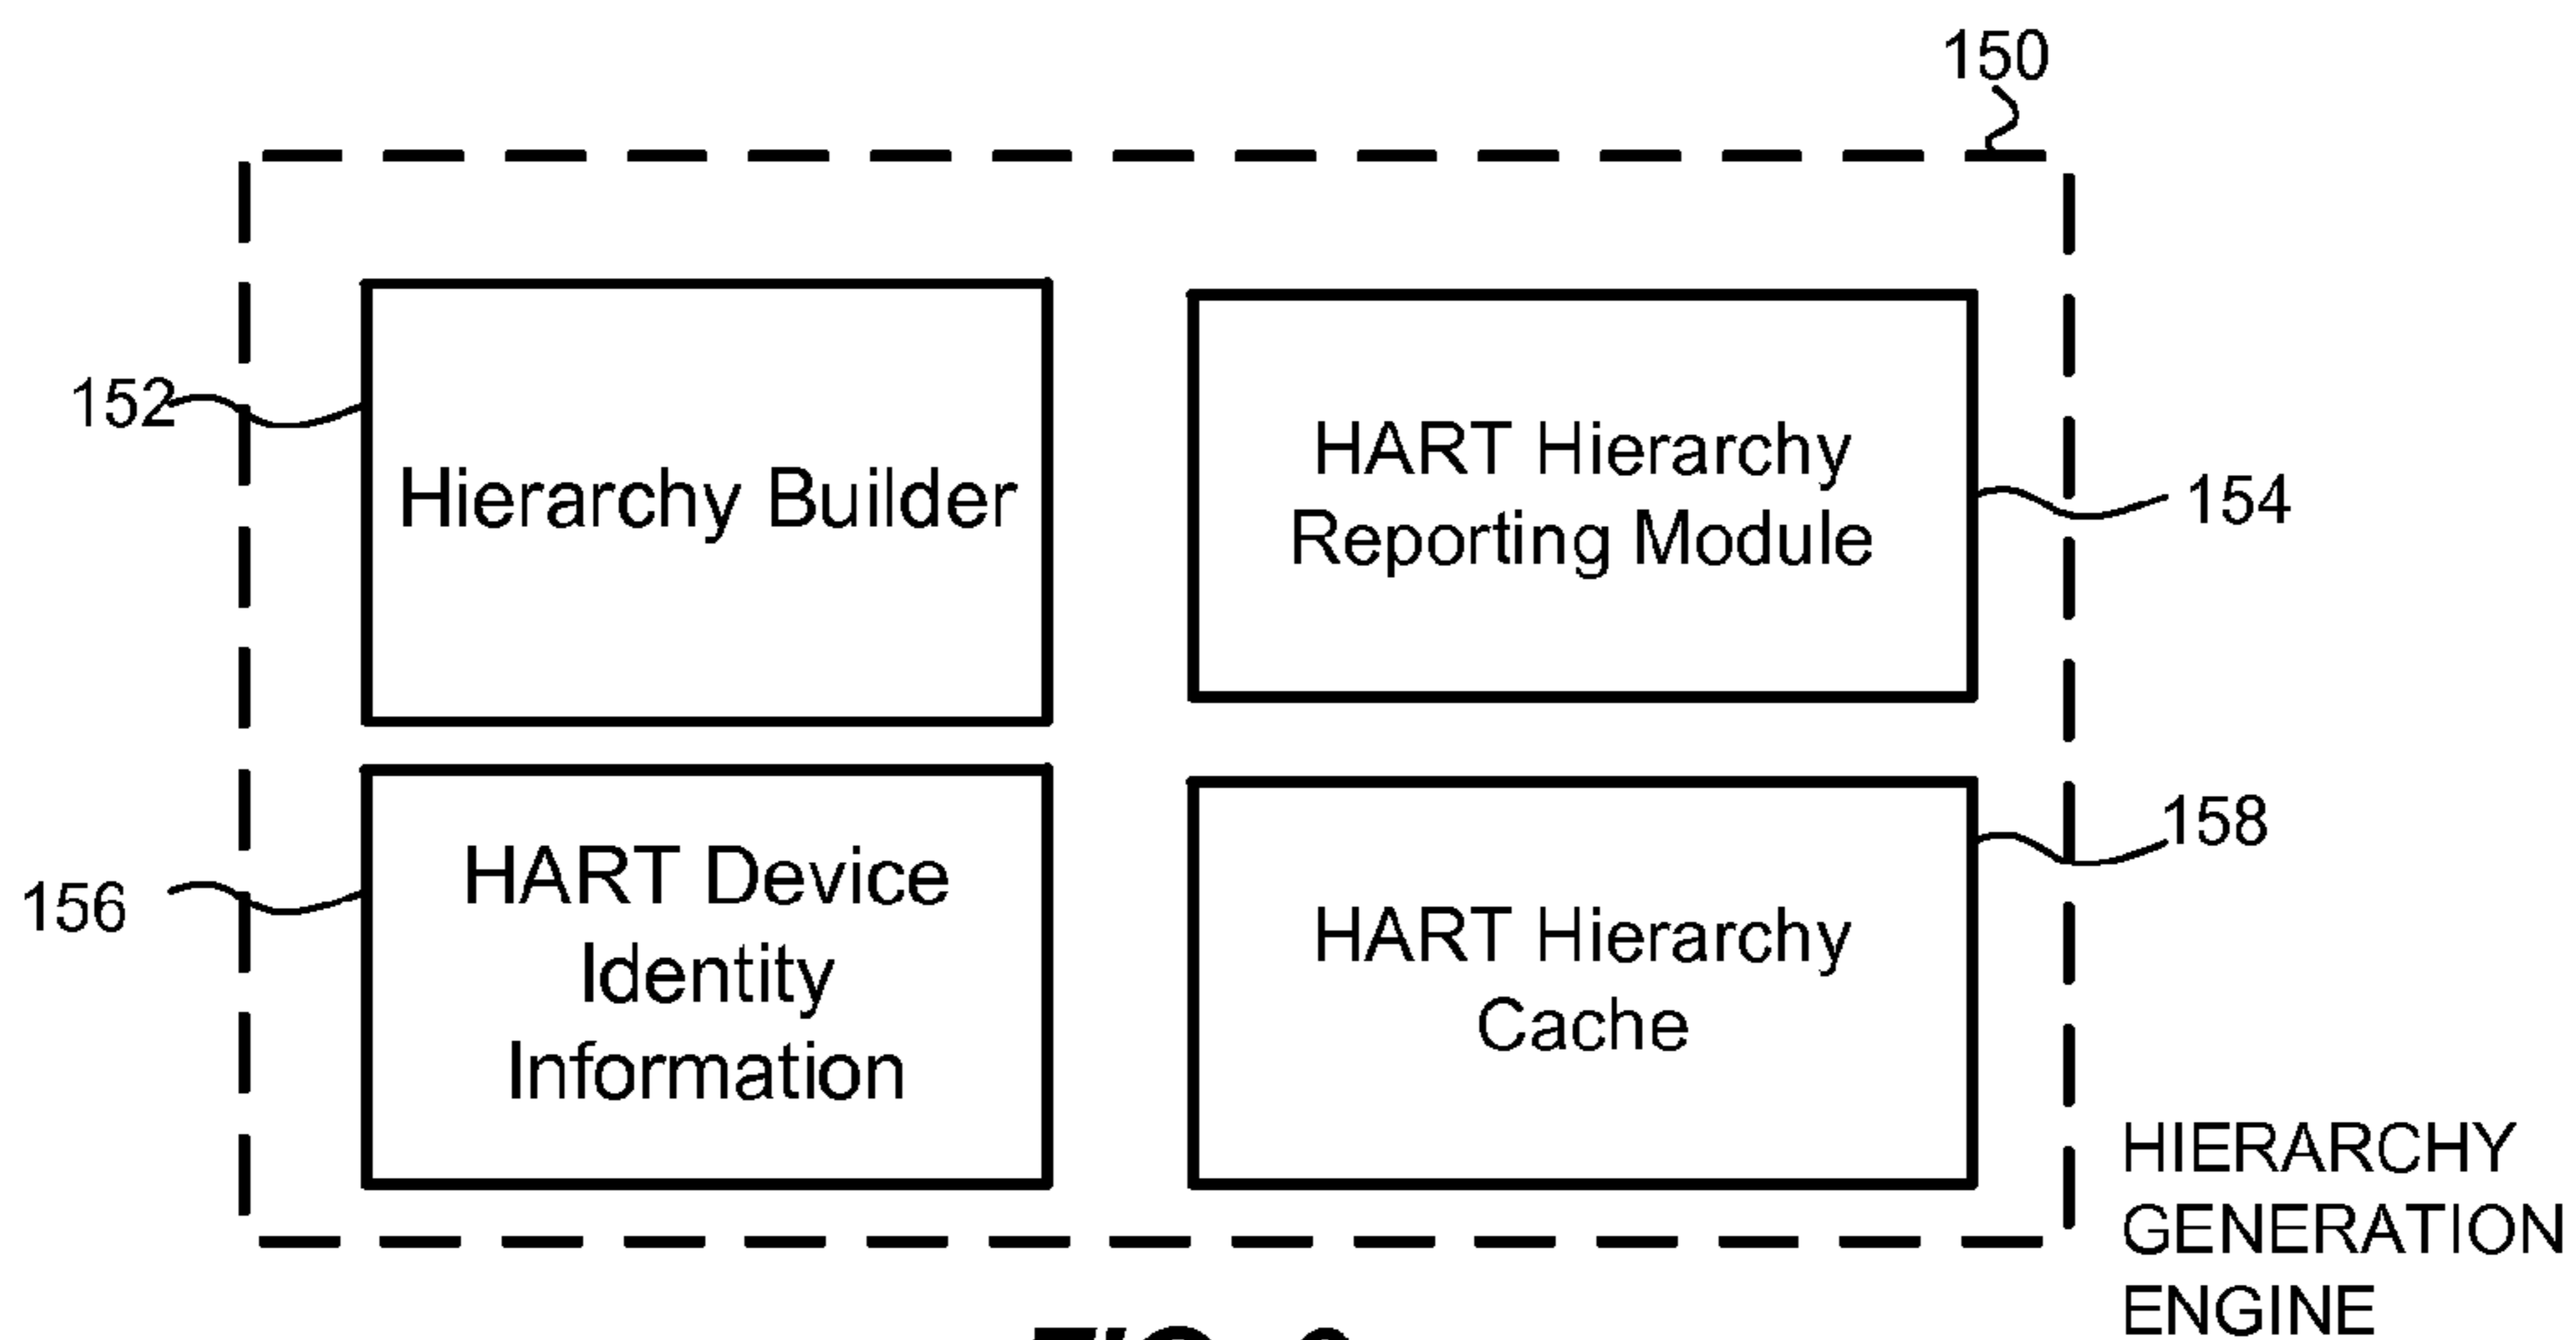 150
152
Hierarchy Builder
HART Hierarchy
Reporting Module
154
156
HART Device
Identity
Information
HART Hierarchy
Cache
158
HIERARCHY
GENERATION
ENGINE